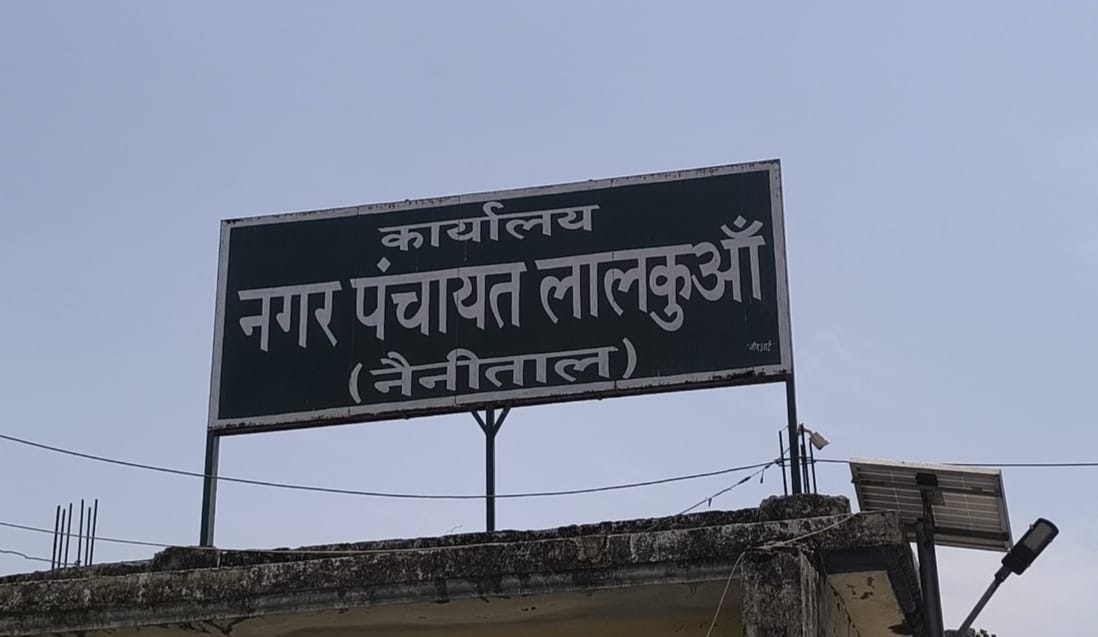 कार्यालय
नगर पंचायत लालकुआँ
(नैनीताल)